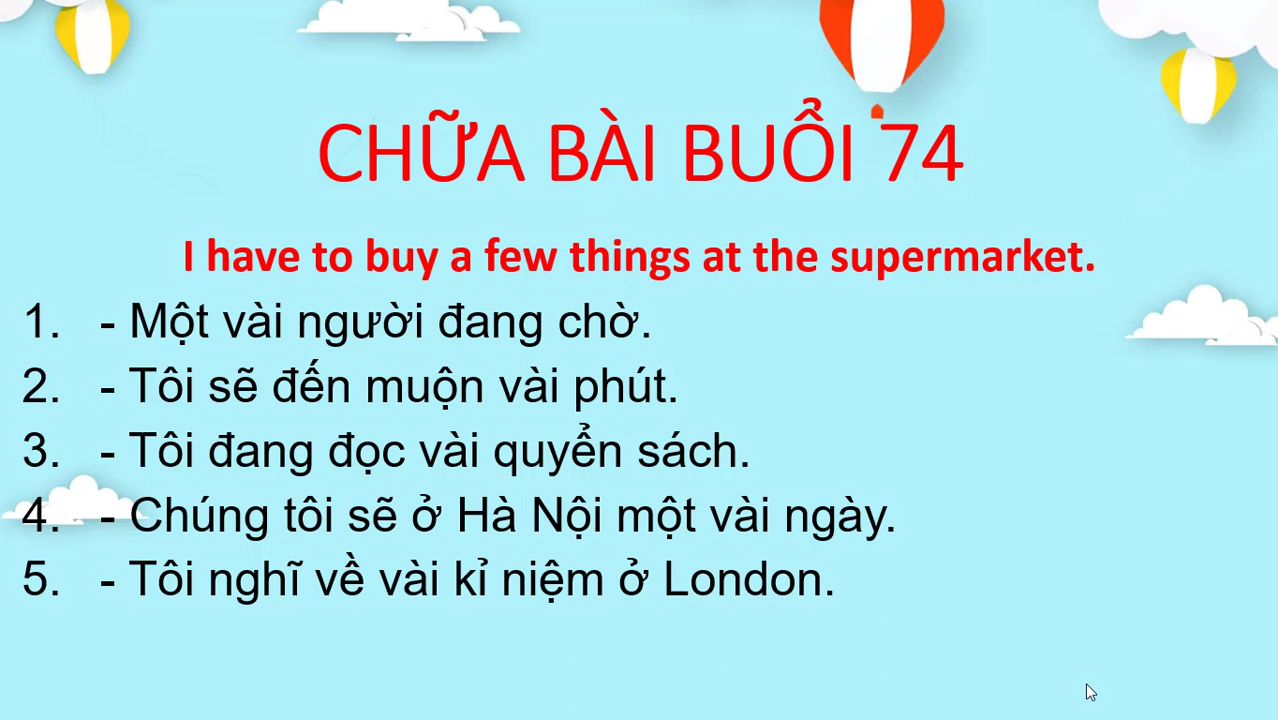 CHỮA BÀI BUỔI 74
I have to buy a few things at the supermarket.
1. - Một vài người đang chờ.
2. - Tôi sẽ đến muộn vài phút.
3. - Tôi đang đọc vài quyển sách.
4. - Chúng tôi sẽ ở Hà Nội một vài ngày.
5. - Tôi nghĩ về vài kỉ niệm ở London.